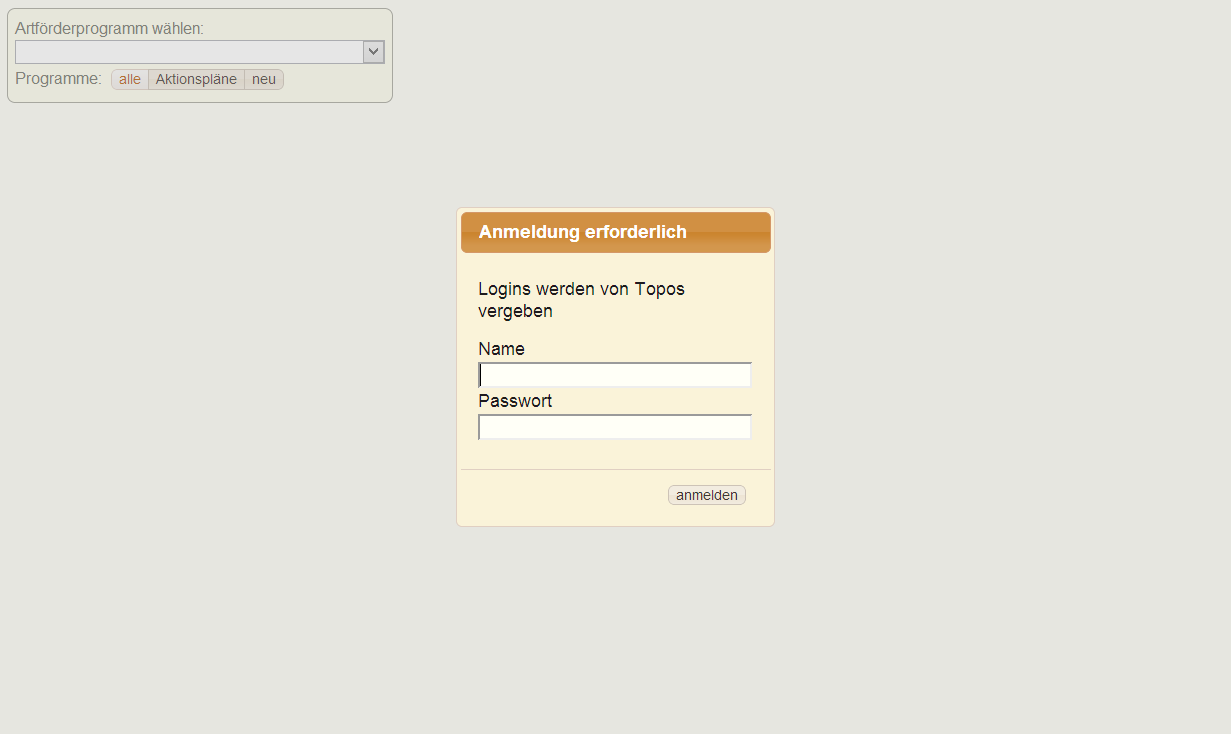 Artförderprogramm wählen:
Programme: alle Aktionspläne neu
Anmeldung erforderlich
Logins werden von Topos
vergeben
Name
Passwort
anmelden